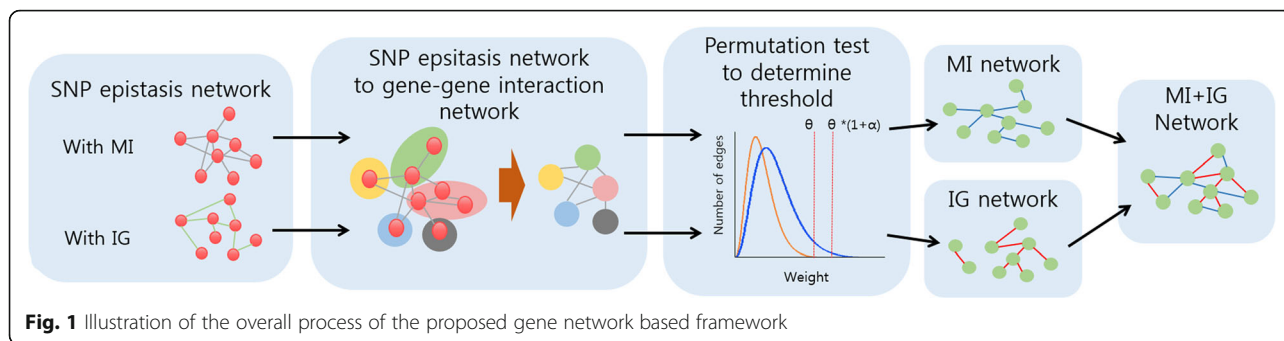 SNP epistasis network
With MI
With IG
SNP epsitasis network
to gene-gene interaction
network
Permutation test
to determine
threshold
θ θ *(1+α)
Number of edges
Weight
MI network
IG network
MI+IG
Network
Fig. 1 Illustration of the overall process of the proposed gene network based framework